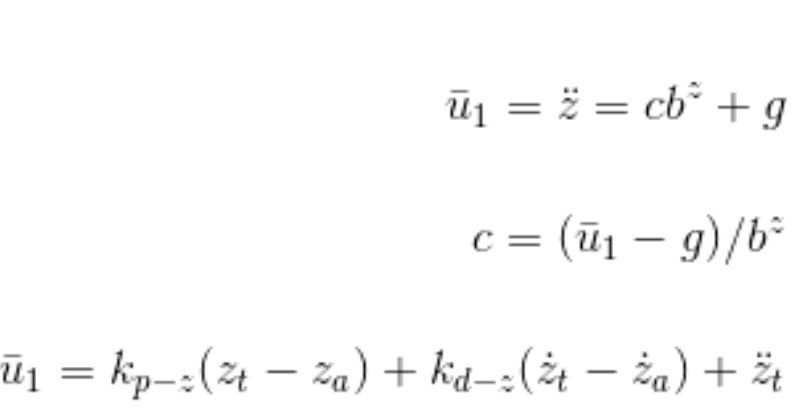 ū₁ = z̈ = cb^z + g
c = (ū₁ − g)/b^z
ū₁ = k_{p−z}(z_t − z_a) + k_{d−z}(ż_t − ż_a) + z̈_t